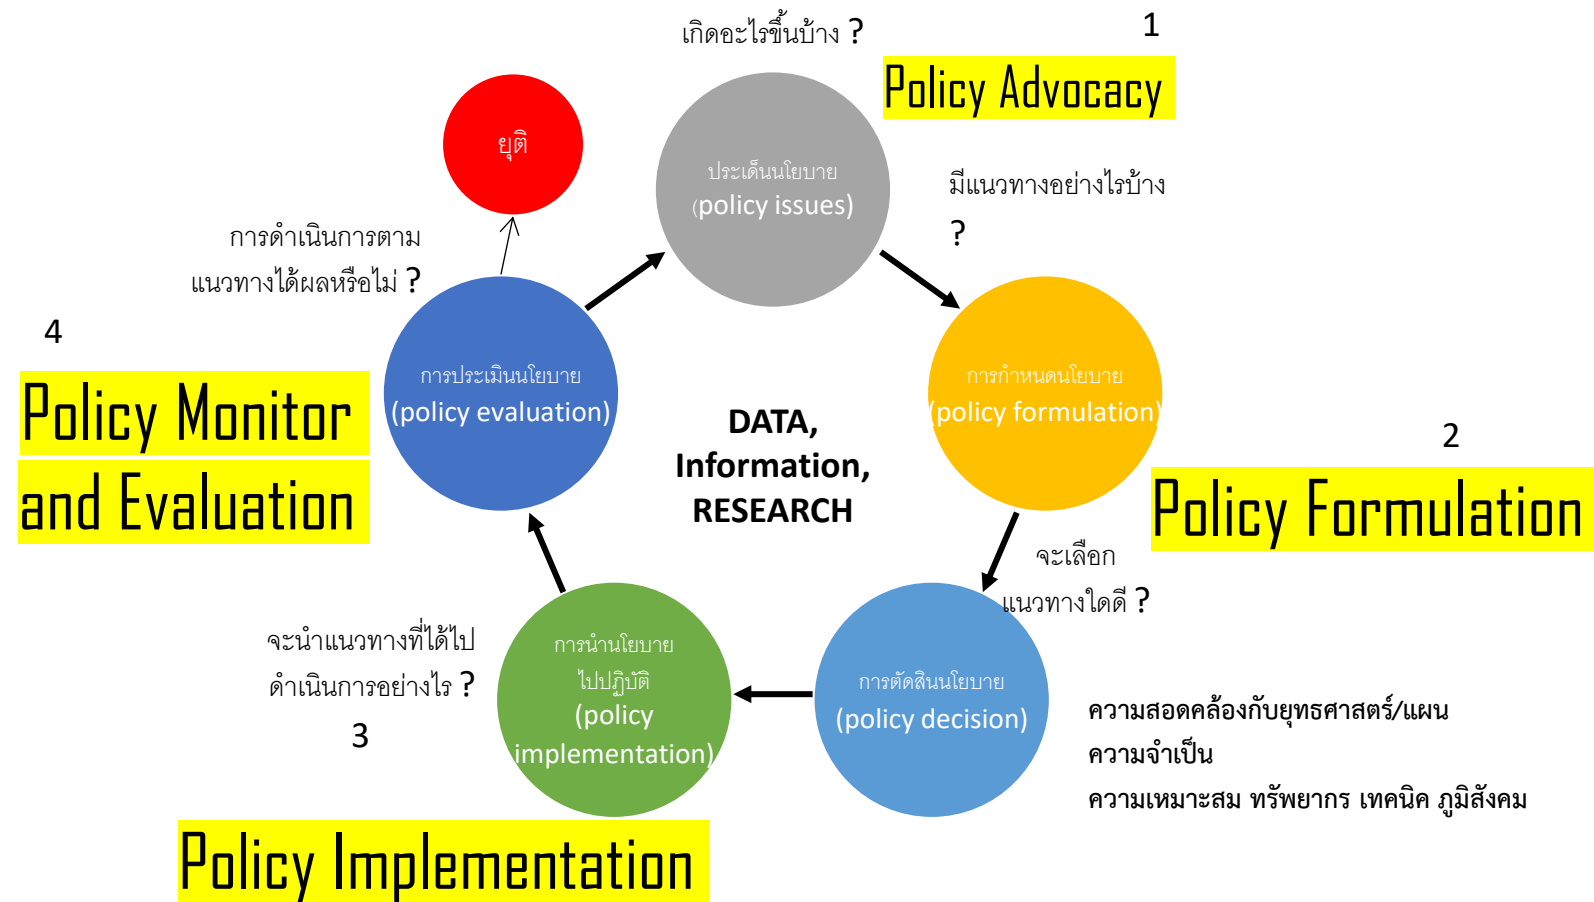 เกิดอะไรขึ้นบ้าง ?
1
Policy Advocacy
ยุติ
ประเด็นนโยบาย
(policy issues)
มีแนวทางอย่างไรบ้าง
?
การดำเนินการตาม
แนวทางได้ผลหรือไม่ ?
4
Policy Monitor
and Evaluation
การประเมินนโยบาย
(policy evaluation)
DATA,
Information,
RESEARCH
การกำหนดนโยบาย
(policy formulation)
2
Policy Formulation
จะเลือก
แนวทางใดดี ?
จะนำแนวทางที่ได้ไป
ดำเนินการอย่างไร ?
3
การนำนโยบาย
ไปปฏิบัติ
(policy
implementation)
การตัดสินนโยบาย
(policy decision)
ความสอดคล้องกับยุทธศาสตร์/แผน
ความจำเป็น
ความเหมาะสม ทรัพยากร เทคนิค ภูมิสังคม
Policy Implementation